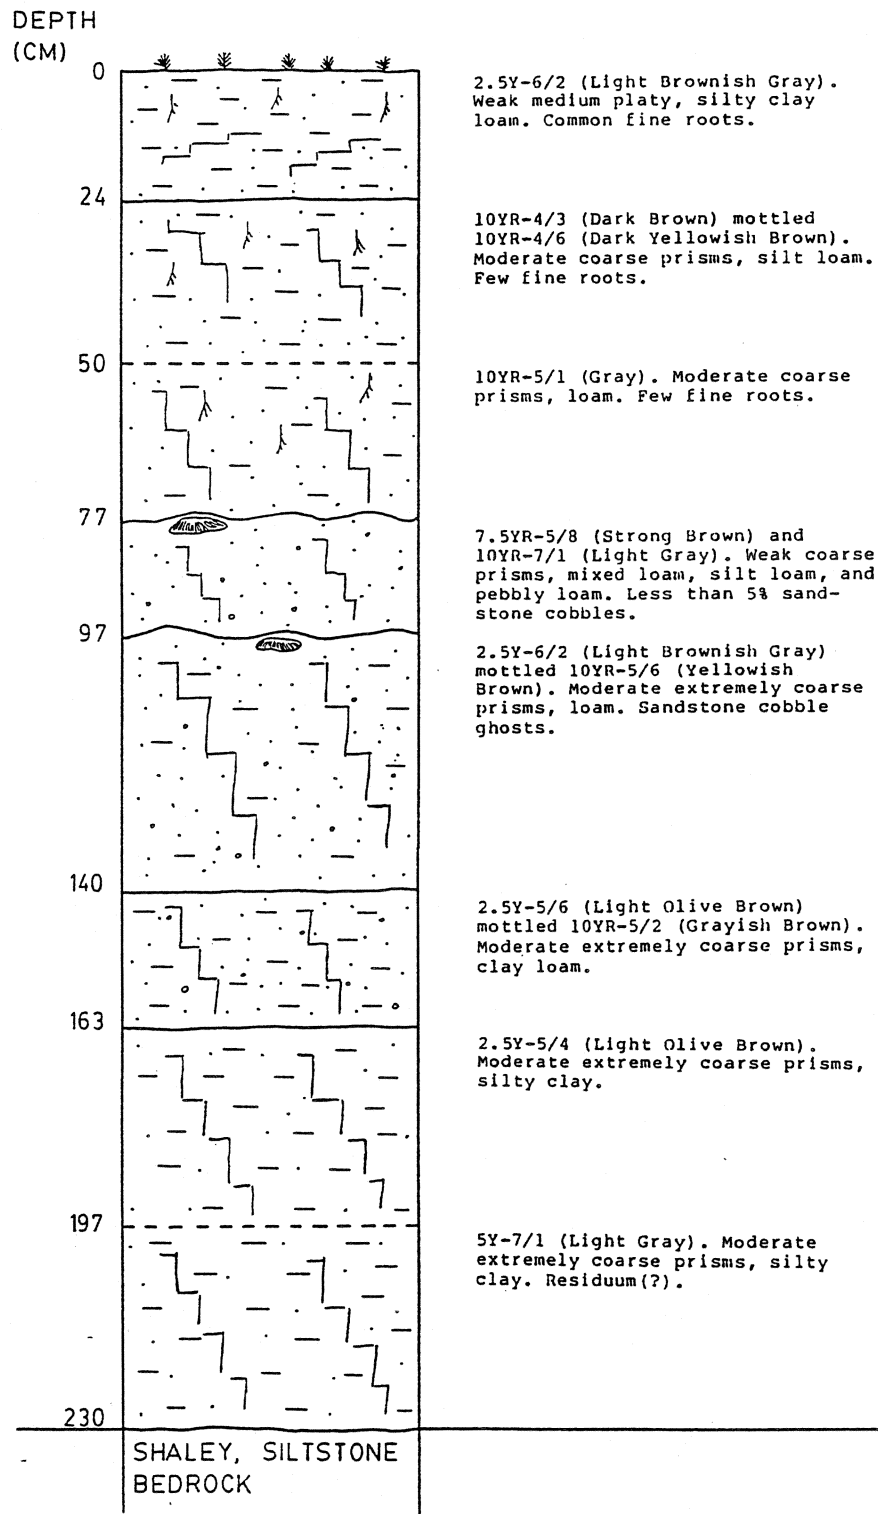 DEPTH
(CM)
0
2.5Y-6/2 (Light Brownish Gray).
Weak medium platy, silty clay
loam. Common fine roots.
24
10YR-4/3 (Dark Brown) mottled
10YR-4/6 (Dark Yellowish Brown).
Moderate coarse prisms, silt loam.
Few fine roots.
50
10YR-5/1 (Gray). Moderate coarse
prisms, loam. Few fine roots.
77
7.5YR-5/8 (Strong Brown) and
10YR-7/1 (Light Gray). Weak coarse
prisms, mixed loam, silt loam, and
pebbly loam. Less than 5% sand-
stone cobbles.
97
2.5Y-6/2 (Light Brownish Gray)
mottled 10YR-5/6 (Yellowish
Brown). Moderate extremely coarse
prisms, loam. Sandstone cobble
ghosts.
140
2.5Y-5/6 (Light Olive Brown)
mottled 10YR-5/2 (Grayish Brown).
Moderate extremely coarse prisms,
clay loam.
163
2.5Y-5/4 (Light Olive Brown).
Moderate extremely coarse prisms,
silty clay.
197
5Y-7/1 (Light Gray). Moderate
extremely coarse prisms, silty
clay. Residuum(?).
230
SHALEY, SILTSTONE
BEDROCK